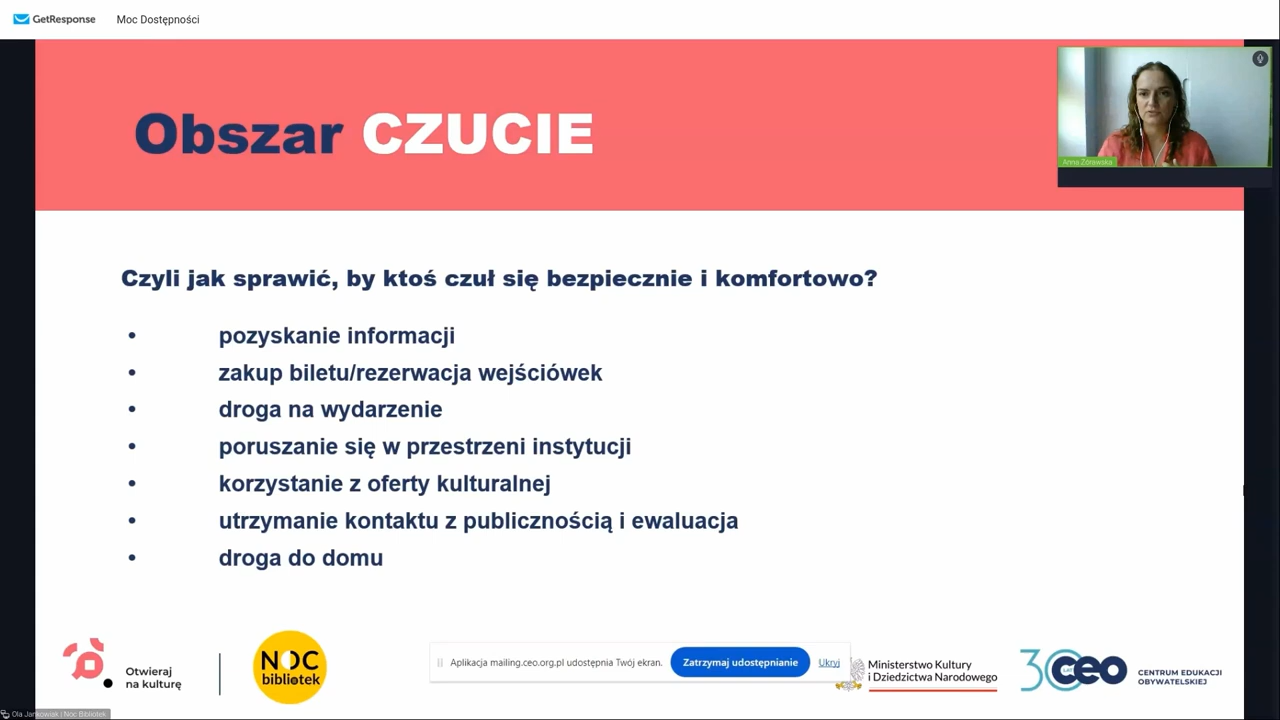 GetResponse Moc Dostępności
Obszar CZUCIE
Anna Żórawska
Czyli jak sprawić, by ktoś czuł się bezpiecznie i komfortowo?
• pozyskanie informacji
• zakup biletu/rezerwacja wejściówek
• droga na wydarzenie
• poruszanie się w przestrzeni instytucji
• korzystanie z oferty kulturalnej
• utrzymanie kontaktu z publicznością i ewaluacja
• droga do domu
Otwieraj
na kulturę
NOC
bibliotek
Aplikacja mailing.ceo.org.pl udostępnia Twój ekran. Zatrzymaj udostępnianie Ukryj
Ministerstwo Kultury
i Dziedzictwa Narodowego
30 ceo
CENTRUM EDUKACJI
OBYWATELSKIEJ
Ola Jankowiak | Noc Bibliotek